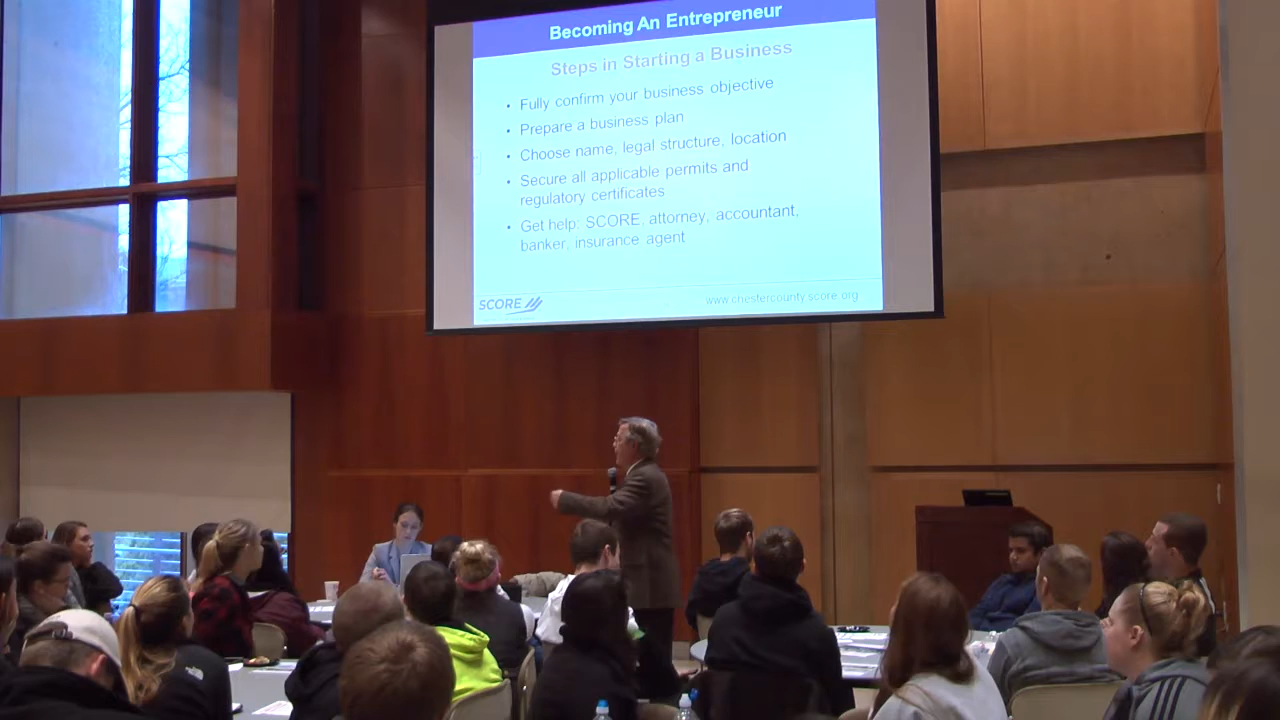 Becoming An Entrepreneur
Steps in Starting a Business
• Fully confirm your business objective
• Prepare a business plan
• Choose name, legal structure, location
• Secure all applicable permits and
regulatory certificates
• Get help: SCORE, attorney, accountant,
banker, insurance agent
SCORE
www.chestercounty.score.org